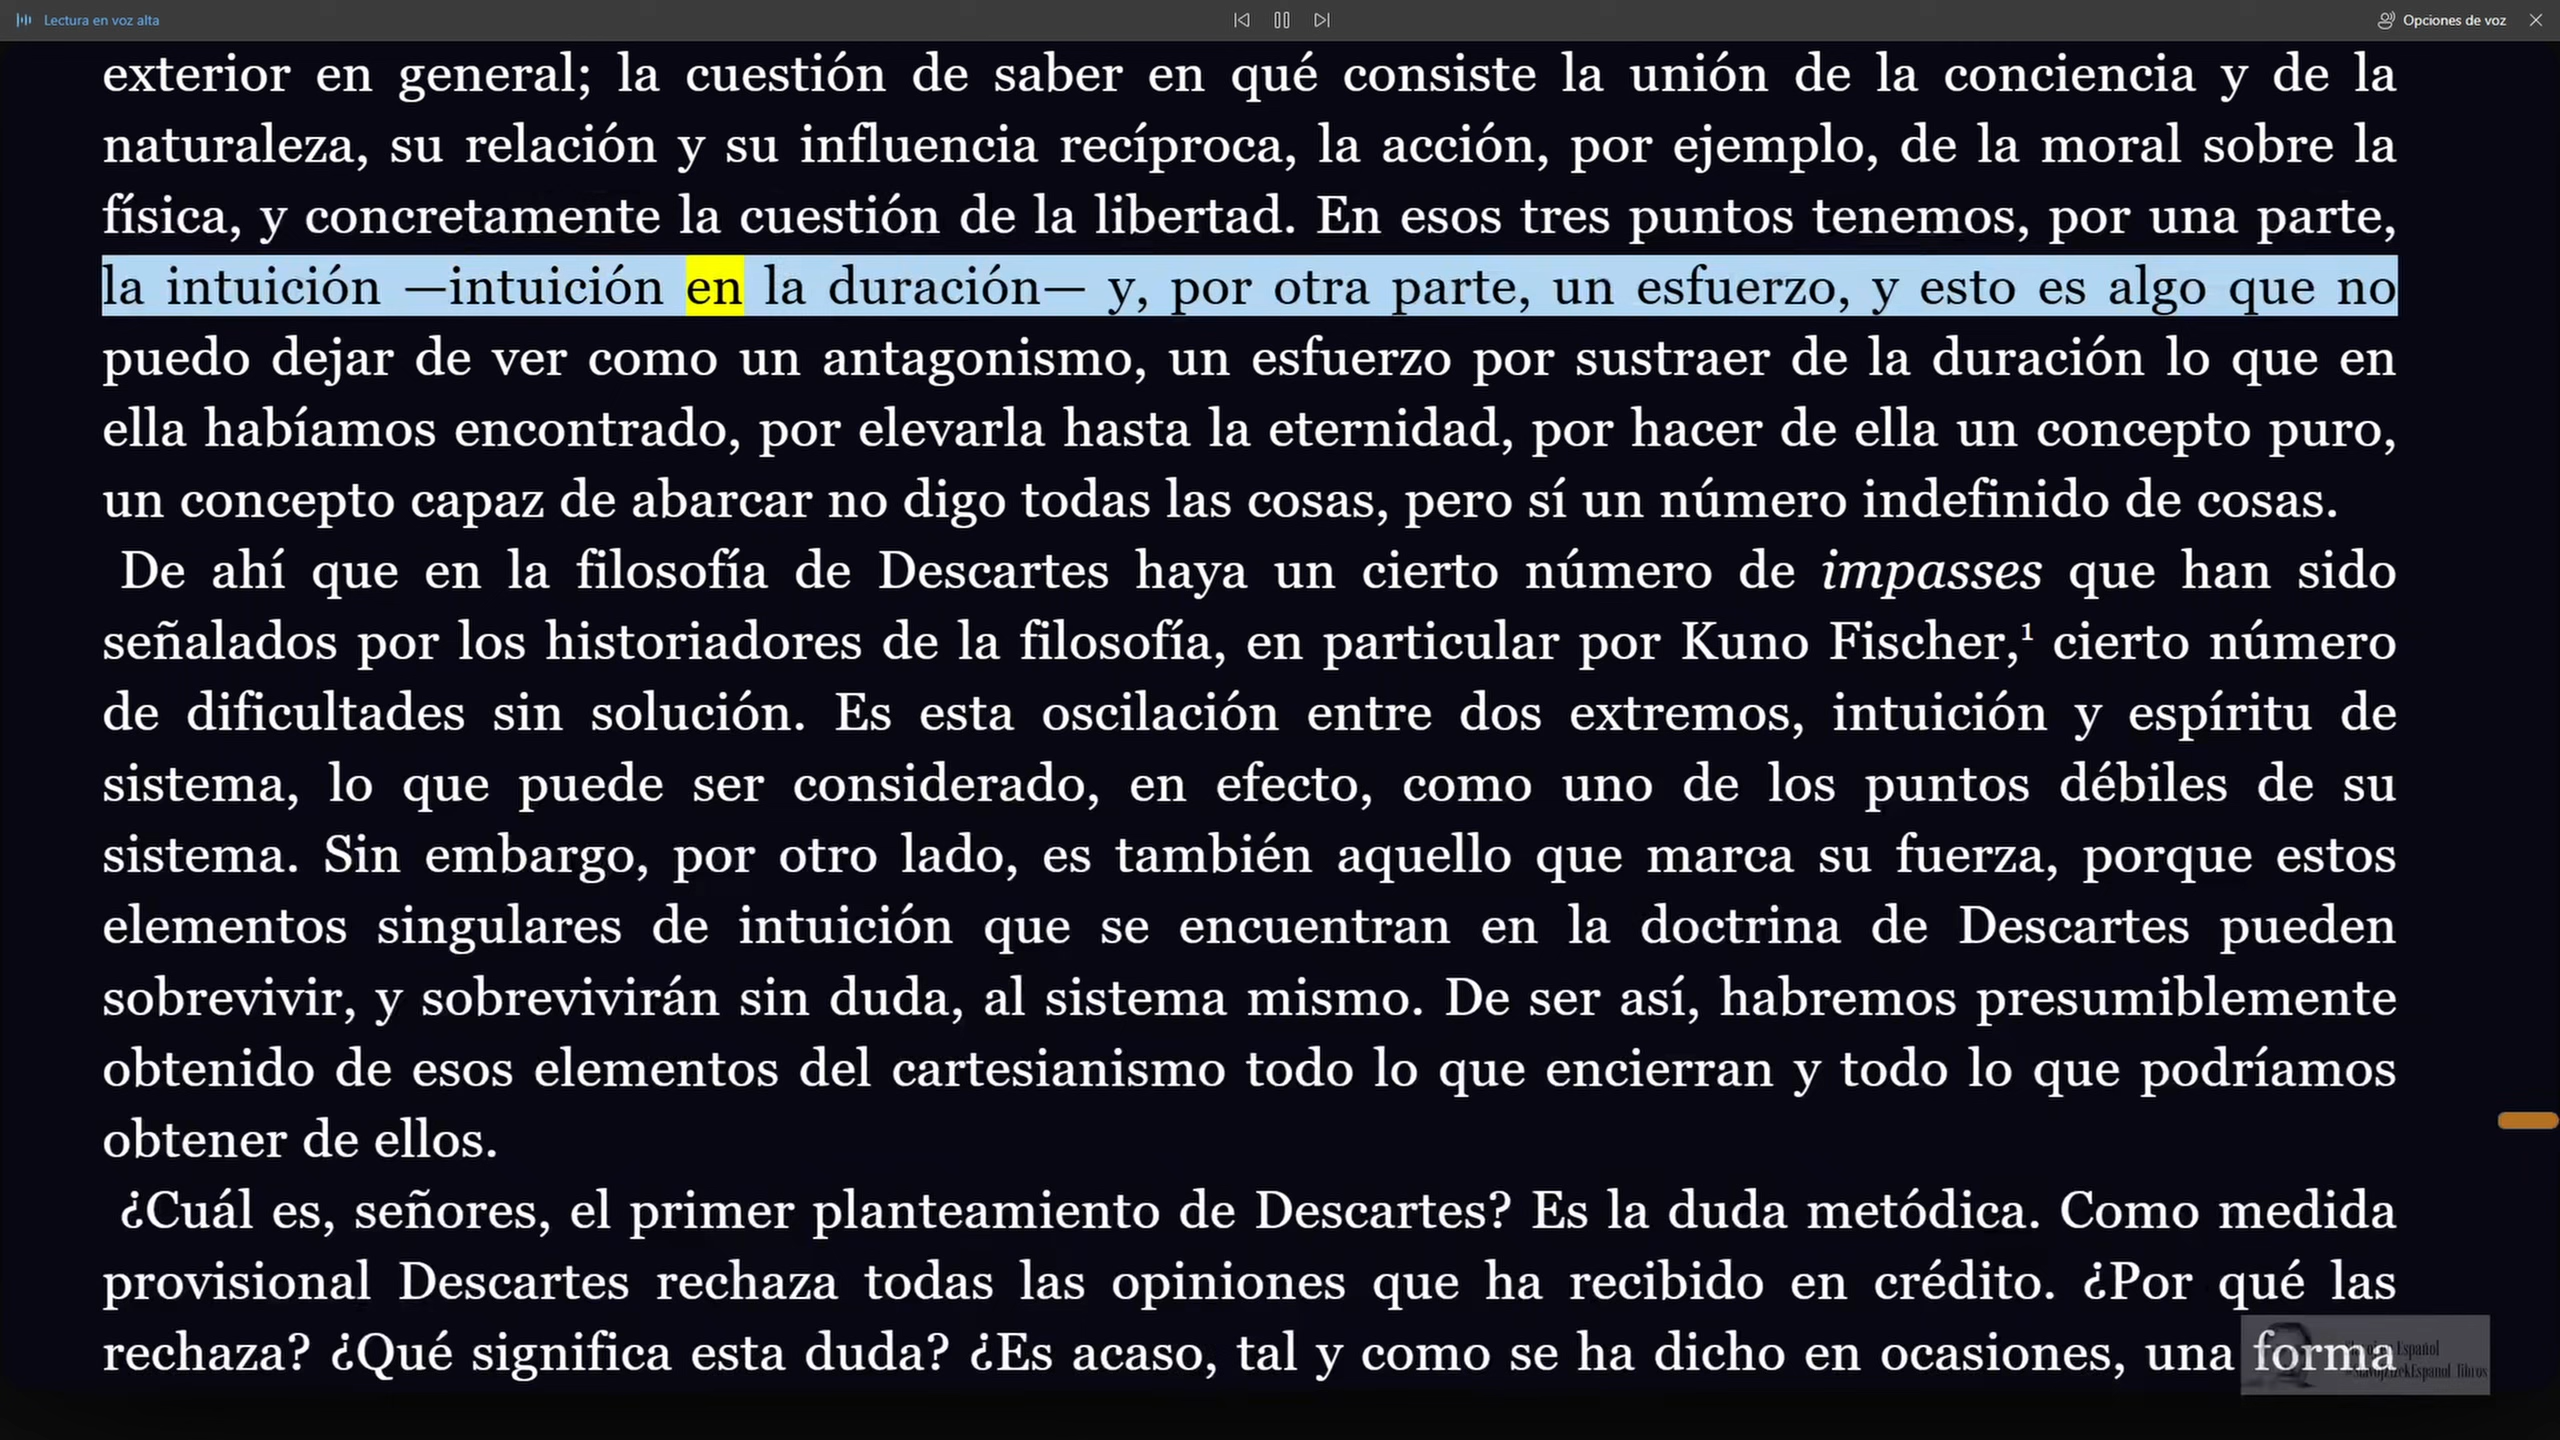 Lectura en voz alta
Opciones de voz
exterior en general; la cuestión de saber en qué consiste la unión de la conciencia y de la
naturaleza, su relación y su influencia recíproca, la acción, por ejemplo, de la moral sobre la
física, y concretamente la cuestión de la libertad. En esos tres puntos tenemos, por una parte,
la intuición —intuición en la duración— y, por otra parte, un esfuerzo, y esto es algo que no
puedo dejar de ver como un antagonismo, un esfuerzo por sustraer de la duración lo que en
ella habíamos encontrado, por elevarla hasta la eternidad, por hacer de ella un concepto puro,
un concepto capaz de abarcar no digo todas las cosas, pero sí un número indefinido de cosas.
De ahí que en la filosofía de Descartes haya un cierto número de impasses que han sido
señalados por los historiadores de la filosofía, en particular por Kuno Fischer,¹ cierto número
de dificultades sin solución. Es esta oscilación entre dos extremos, intuición y espíritu de
sistema, lo que puede ser considerado, en efecto, como uno de los puntos débiles de su
sistema. Sin embargo, por otro lado, es también aquello que marca su fuerza, porque estos
elementos singulares de intuición que se encuentran en la doctrina de Descartes pueden
sobrevivir, y sobrevivirán sin duda, al sistema mismo. De ser así, habremos presumiblemente
obtenido de esos elementos del cartesianismo todo lo que encierran y todo lo que podríamos
obtener de ellos.
¿Cuál es, señores, el primer planteamiento de Descartes? Es la duda metódica. Como medida
provisional Descartes rechaza todas las opiniones que ha recibido en crédito. ¿Por qué las
rechaza? ¿Qué significa esta duda? ¿Es acaso, tal y como se ha dicho en ocasiones, una forma
Español